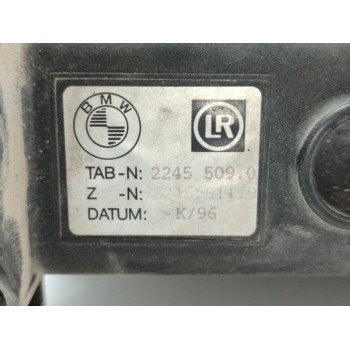 BMW
LR
TAB-N: 2245 509.0
Z -N:
DATUM: K/96